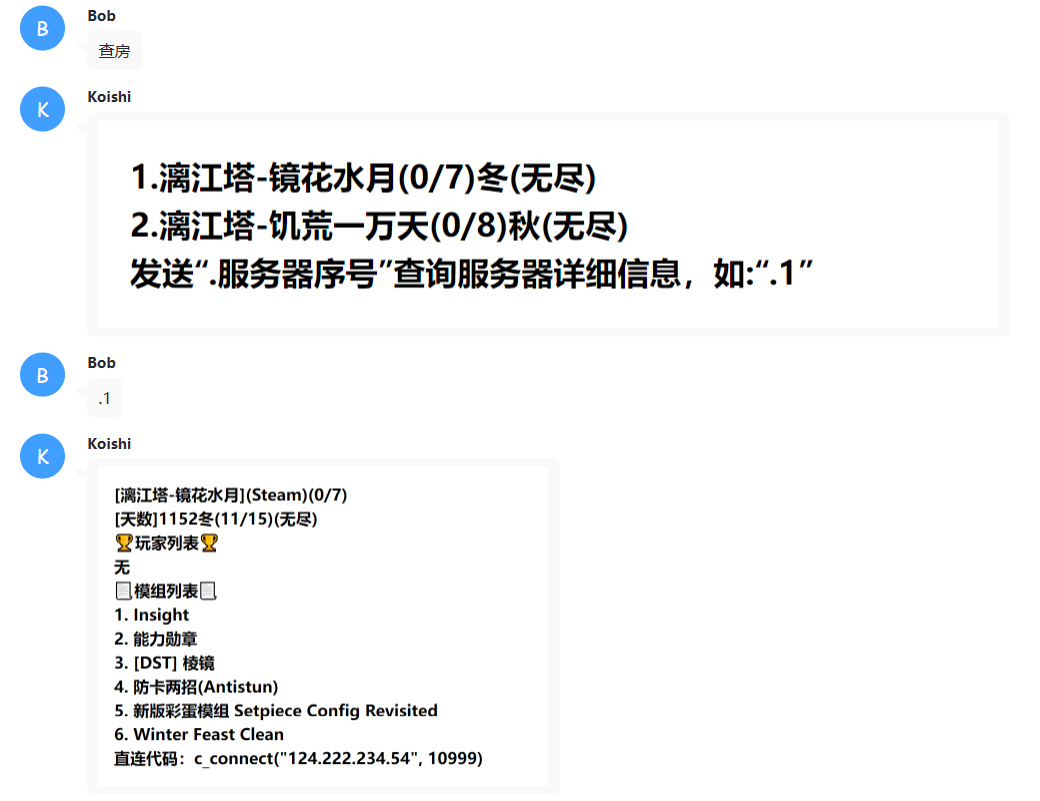 B
Bob
查房
K
Koishi
1.漓江塔-镜花水月(0/7)冬(无尽)
2.漓江塔-饥荒一万天(0/8)秋(无尽)
发送“.服务器序号”查询服务器详细信息，如:“.1”
B
Bob
.1
K
Koishi
[漓江塔-镜花水月](Steam)(0/7)
[天数]1152冬(11/15)(无尽)
🏆玩家列表🏆
无
📃模组列表📃
1. Insight
2. 能力勋章
3. [DST] 棱镜
4. 防卡两招(Antistun)
5. 新版彩蛋模组 Setpiece Config Revisited
6. Winter Feast Clean
直连代码：c_connect("124.222.234.54", 10999)